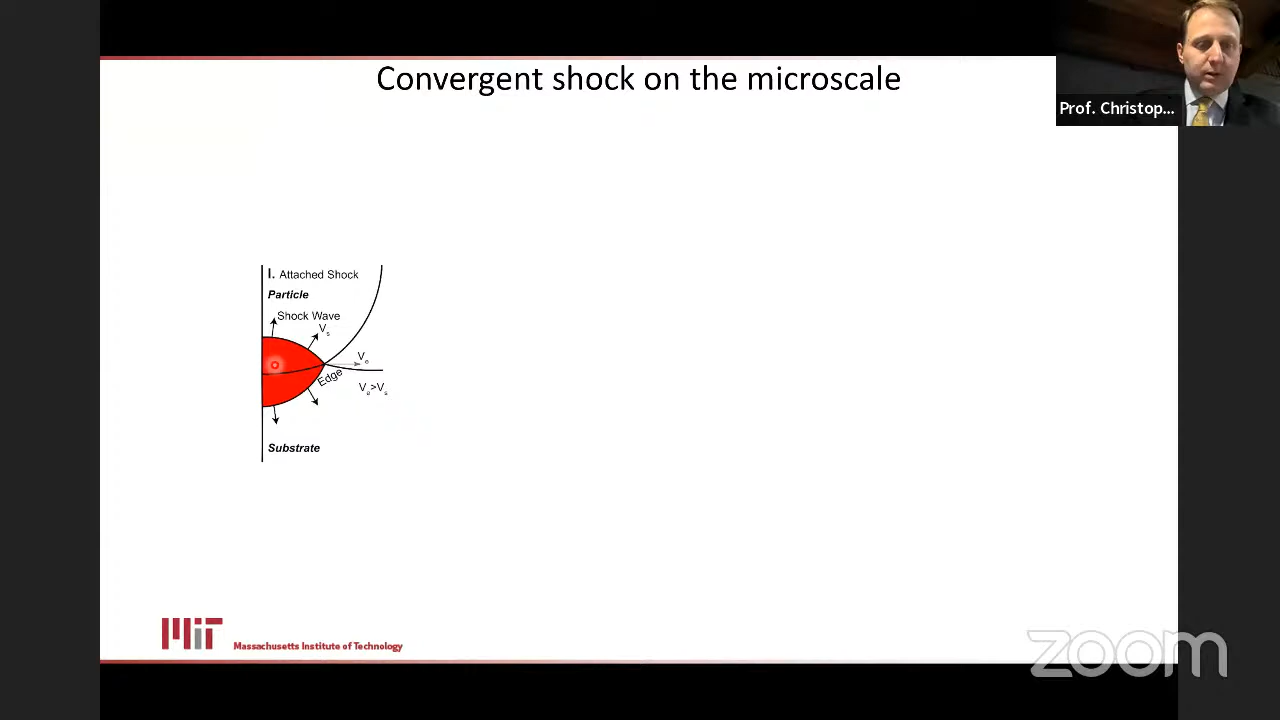 Convergent shock on the microscale
Prof. Christop...
I. Attached Shock
Particle
Shock Wave
Vs
Ve
Edge
Ve>Vs
Substrate
MIT
Massachusetts Institute of Technology
zoom